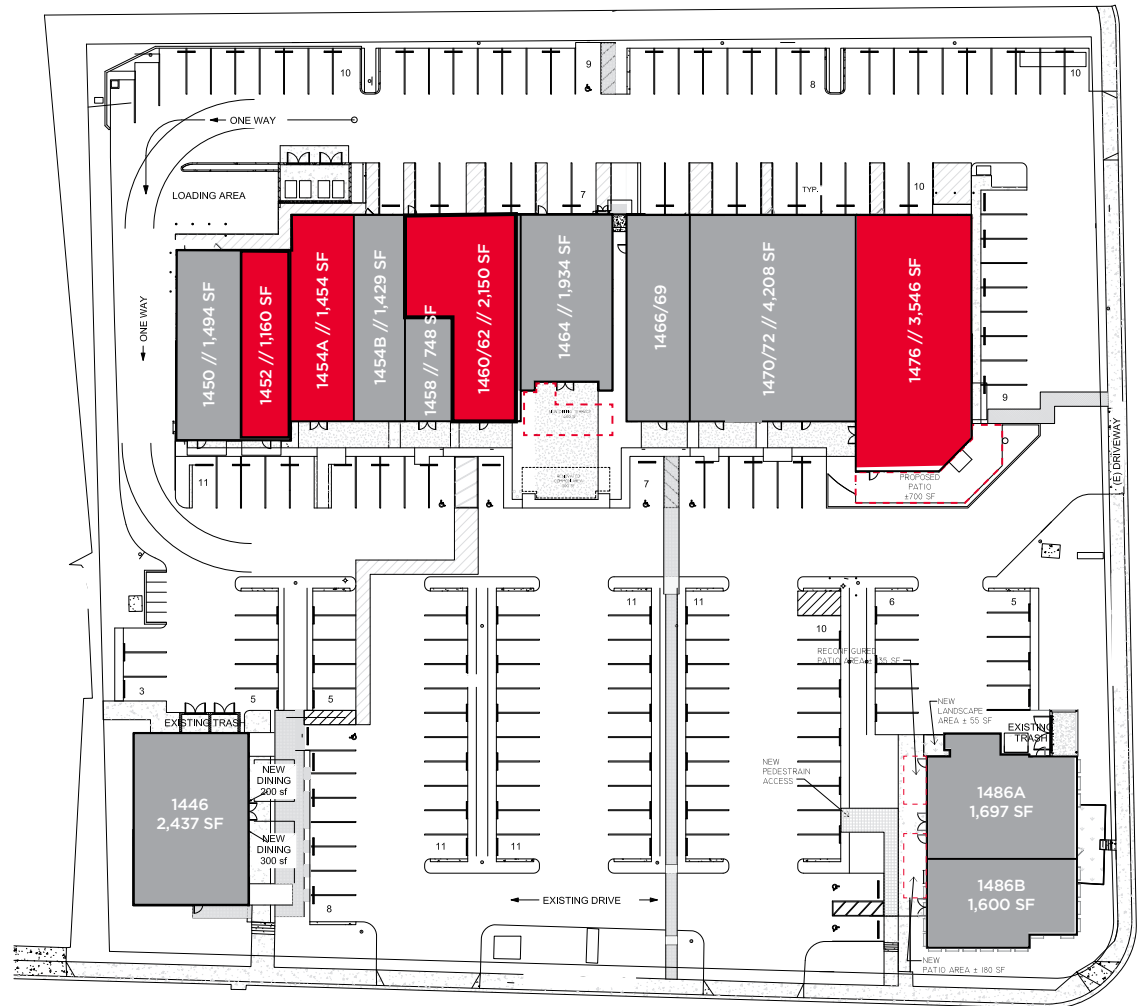 10
9
8
10
ONE WAY
LOADING AREA
7
TYP.
10
ONE WAY
1450 // 1,494 SF
1452 // 1,160 SF
1454A // 1,454 SF
1454B // 1,429 SF
1458 // 748 SF
1460/62 // 2,150 SF
1464 // 1,934 SF
1466/69
1470/72 // 4,208 SF
1476 // 3,546 SF
9
(E) DRIVEWAY
PROPOSED
PATIO
±700 SF
11
7
11
11
6
5
10
RECONFIGURED
PATIO AREA ± 135 SF
3
5
5
EXISTING TRASH
NEW
LANDSCAPE
AREA ± 55 SF
EXISTING
TRASH
NEW
PEDESTRAIN
ACCESS
1446
2,437 SF
NEW
DINING
200 sf
NEW
DINING
300 sf
1486A
1,697 SF
11
11
1486B
1,600 SF
8
EXISTING DRIVE
NEW
PATIO AREA ± 180 SF